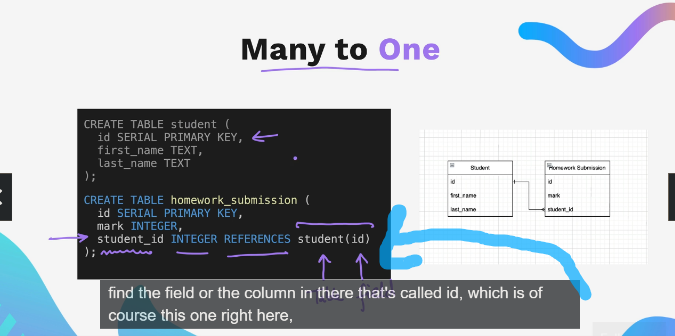 Many to One
CREATE TABLE student (
id SERIAL PRIMARY KEY,
first_name TEXT,
last_name TEXT
);
CREATE TABLE homework_submission (
id SERIAL PRIMARY KEY,
mark INTEGER,
student_id INTEGER REFERENCES student(id)
);
Student
id
first_name
last_name
Homework Submission
id
mark
student_id
find the field or the column in there that's called id, which is of
course this one right here,